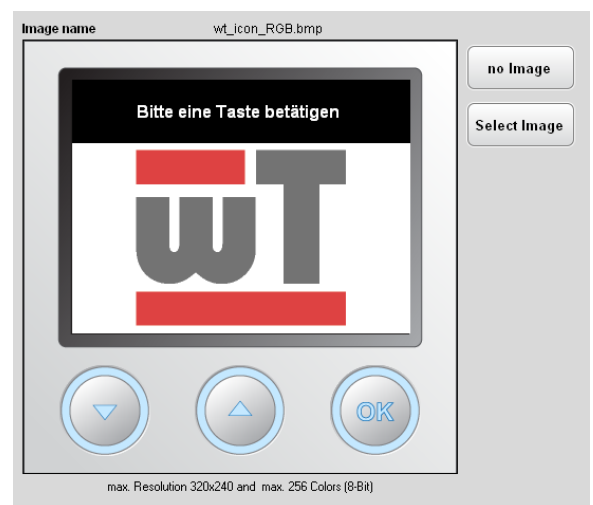 Image name wt_icon_RGB.bmp
no Image
Select Image
Bitte eine Taste betätigen
wT
OK
max. Resolution 320x240 and max. 256 Colors (8-Bit)